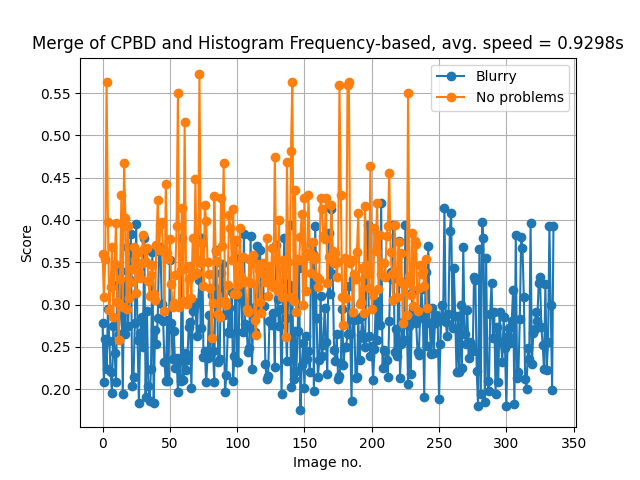 Merge of CPBD and Histogram Frequency-based, avg. speed = 0.9298s
Blurry
No problems
0.55
0.50
0.45
0.40
0.35
0.30
0.25
0.20
Score
0 50 100 150 200 250 300 350
Image no.